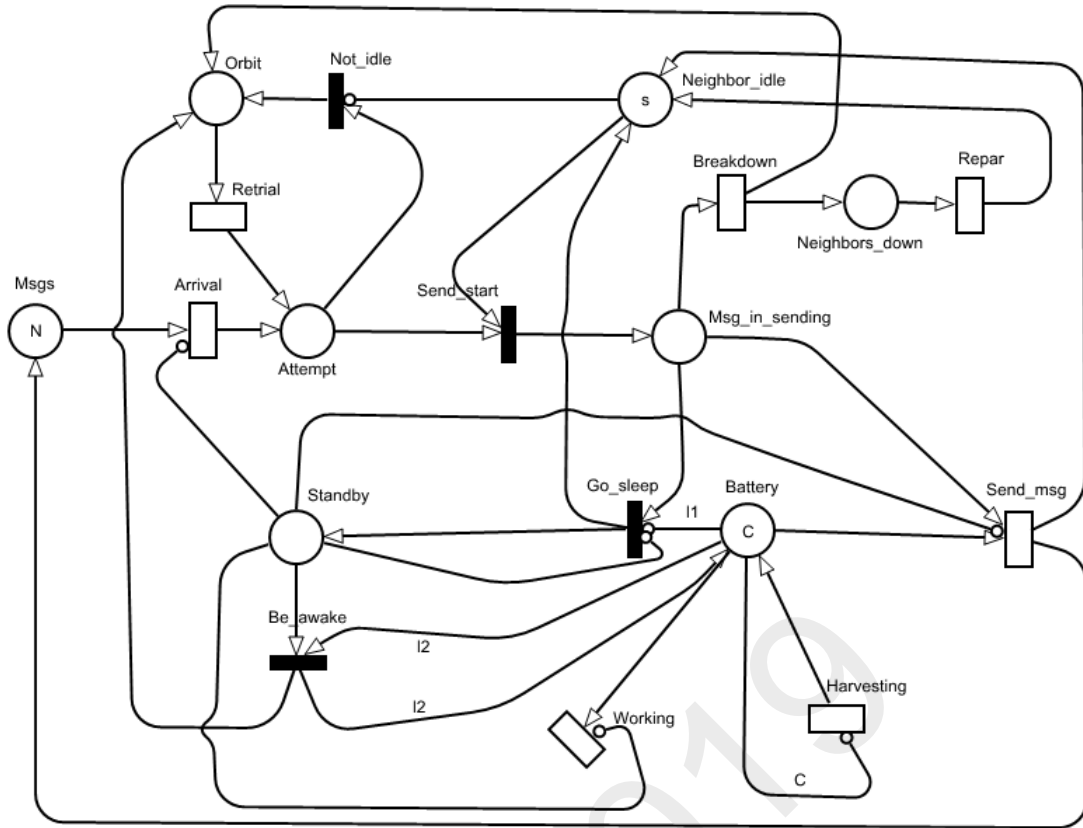 Orbit
Not_idle
Neighbor_idle
s
Breakdown
Repar
Retrial
Neighbors_down
Msgs
Arrival
Send_start
N
Msg_in_sending
Attempt
Standby
Go_sleep
l1
Battery
Send_msg
C
Be_awake
l2
l2
Working
Harvesting
C
019